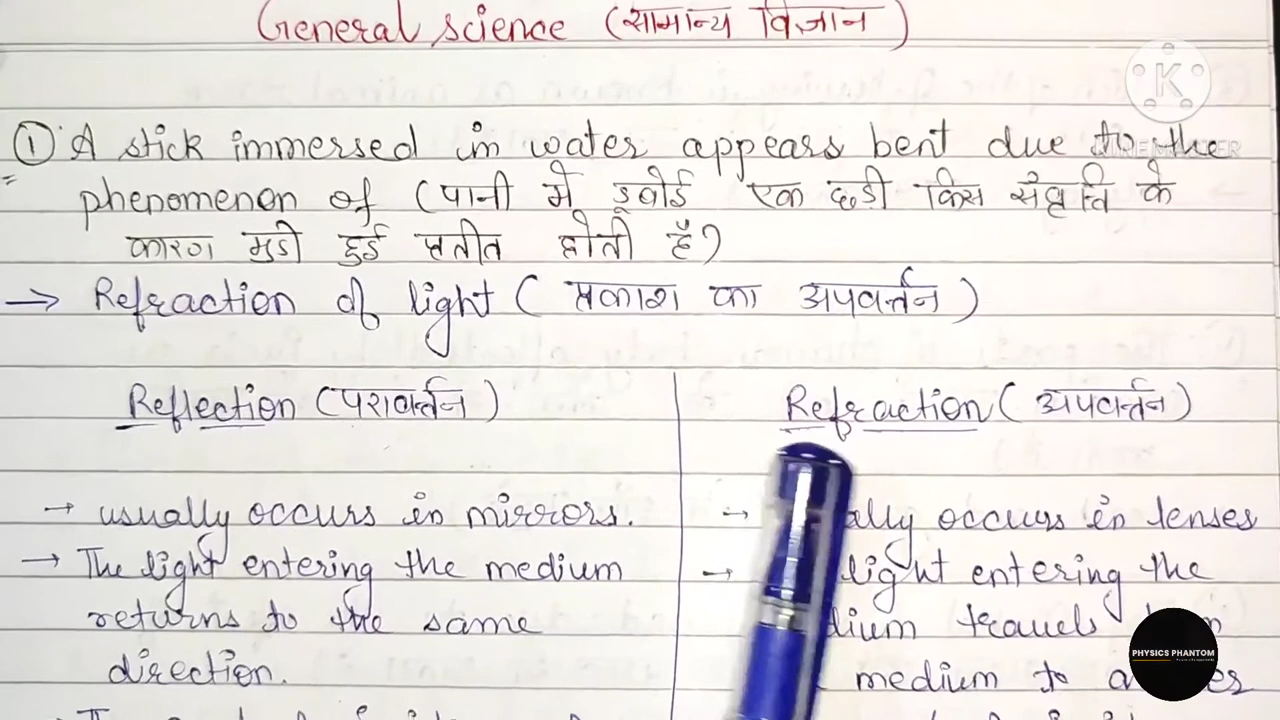 General science (सामान्य विज्ञान)
① A stick immersed in water appears bent due to the
phenomenon of (पानी में डूबोई एक छड़ी किस संवृत्ति के
कारण मुडी हुई प्रतीत होती है?)
→ Refraction of light (प्रकाश का अपवर्त्तन)
Reflection (परावर्त्तन)
→ usually occurs in mirrors.
→ The light entering the medium
returns to the same
direction.
Refraction (अपवर्त्तन)
→ ally occurs in lenses
→ light entering the
dium travels
medium to
K
PHYSICS PHANTOM